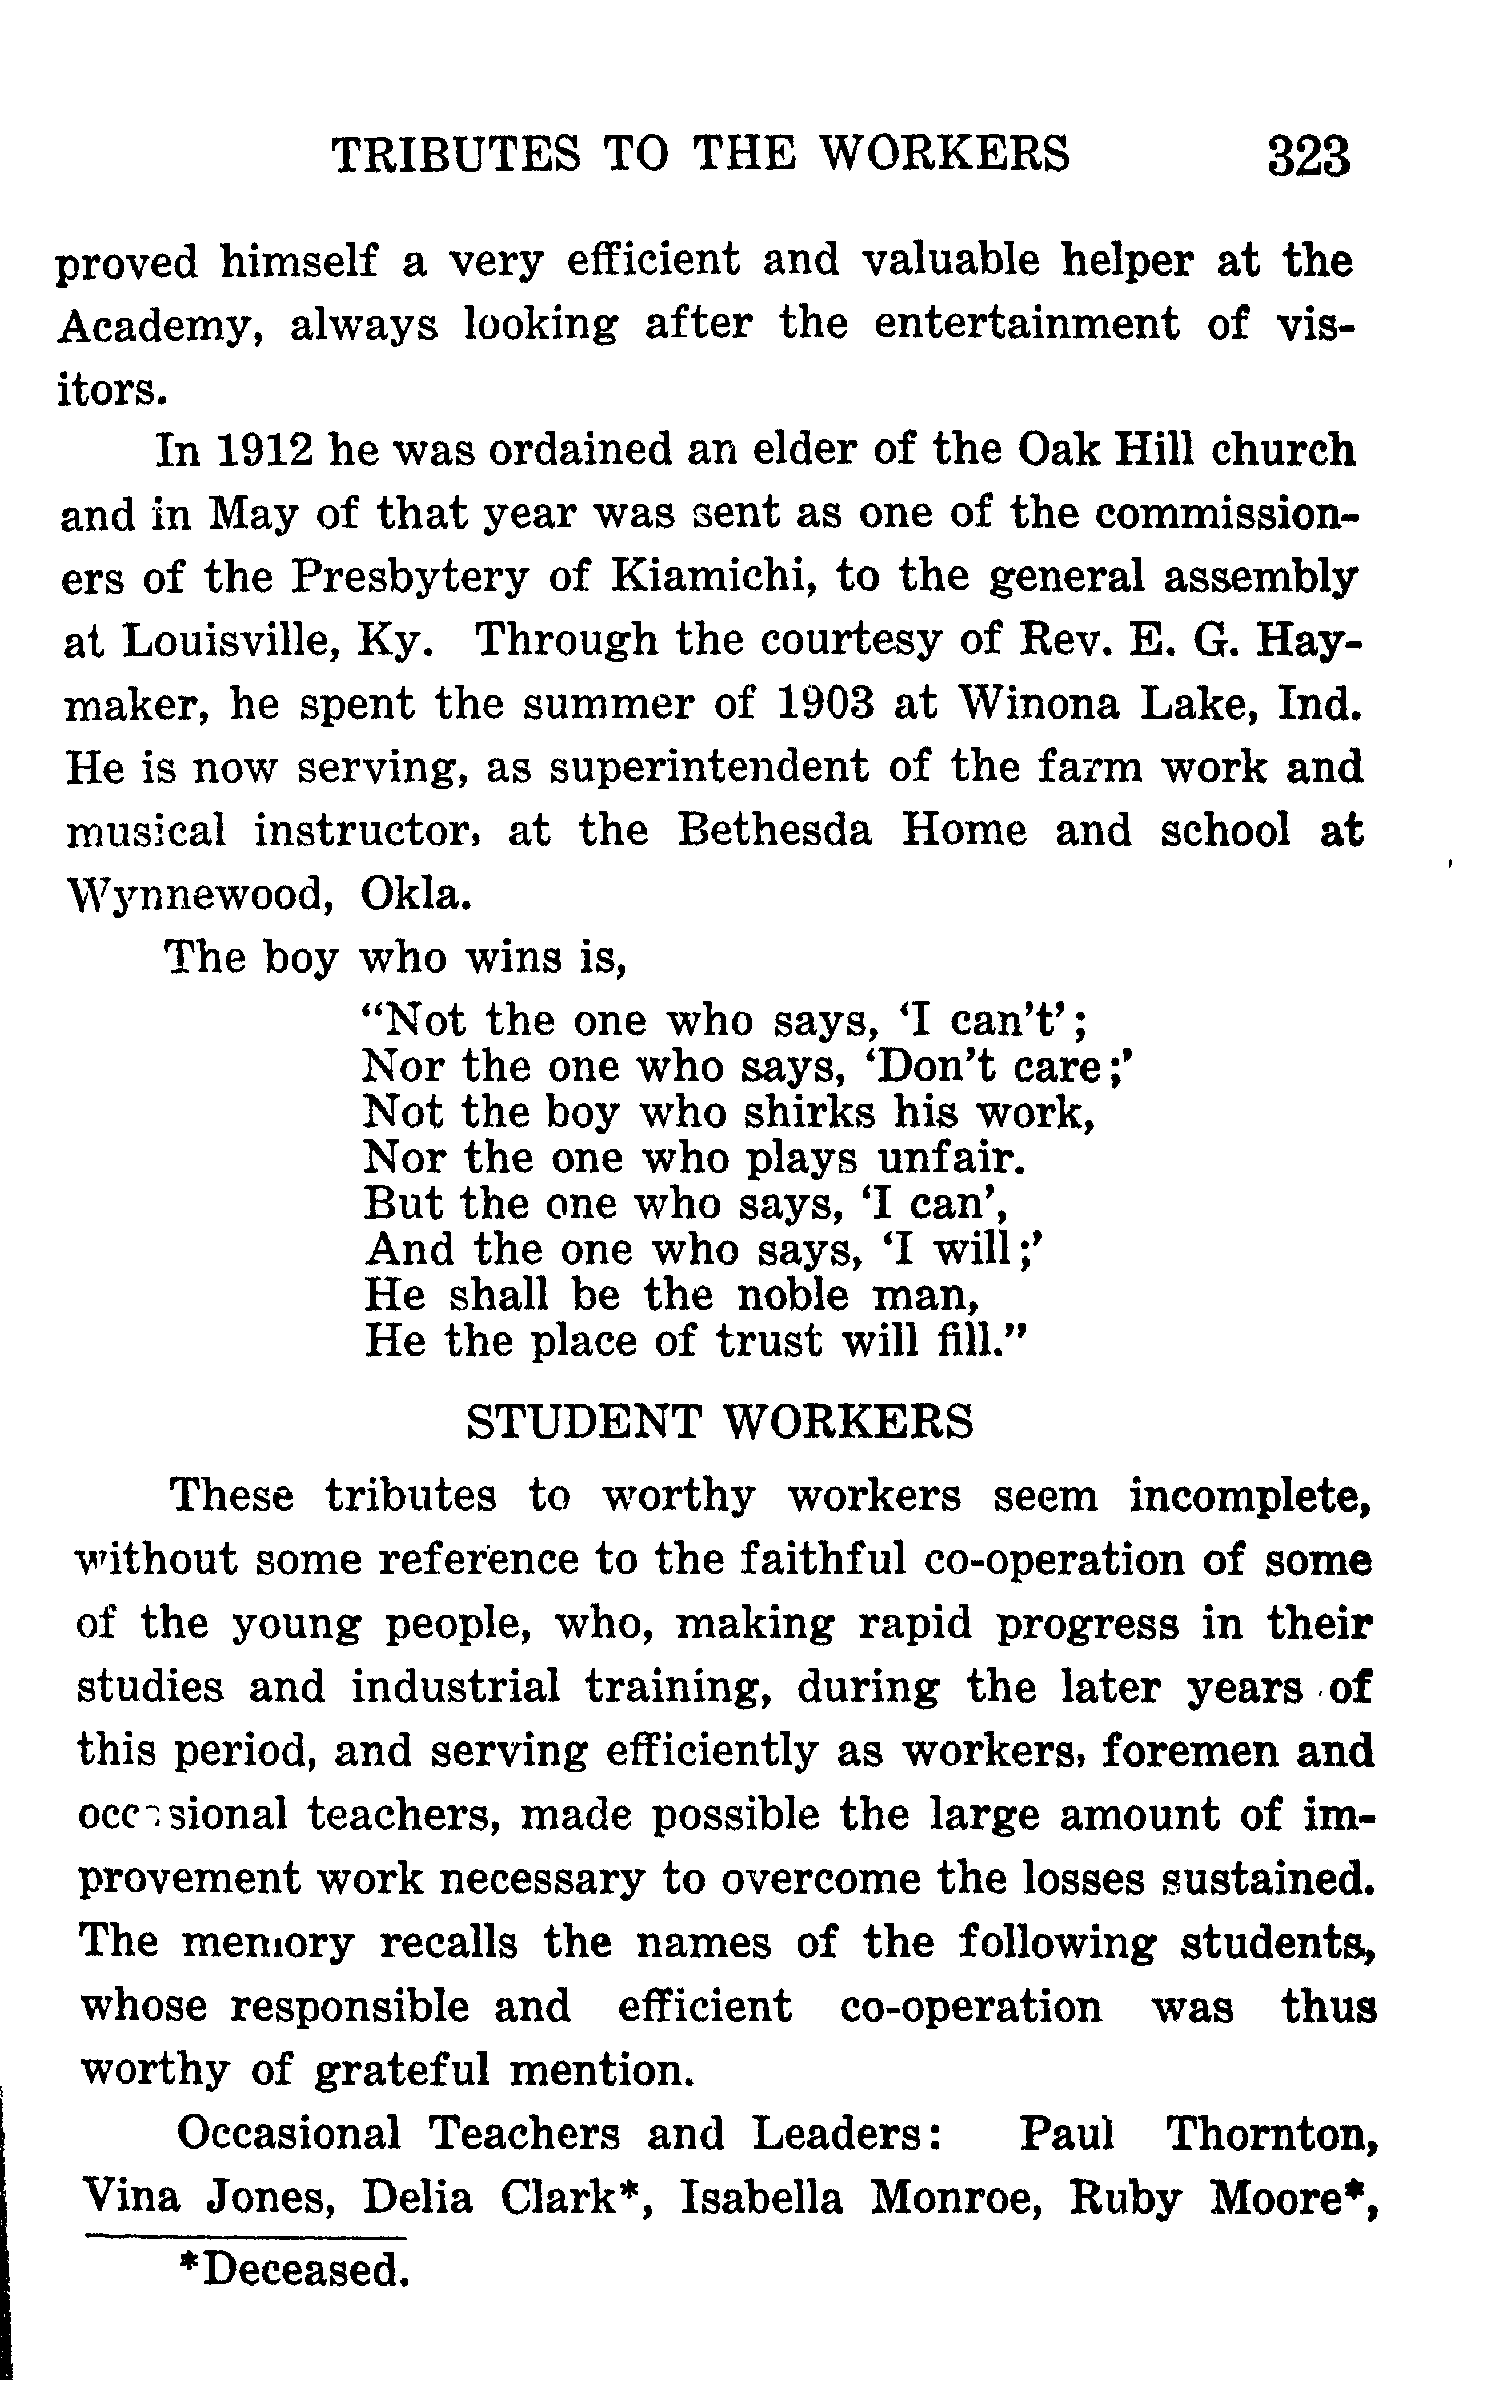 TRIBUTES TO THE WORKERS 323
proved himself a very efficient and valuable helper at the
Academy, always looking after the entertainment of vis-
itors.
In 1912 he was ordained an elder of the Oak Hill church
and in May of that year was sent as one of the commission-
ers of the Presbytery of Kiamichi, to the general assembly
at Louisville, Ky. Through the courtesy of Rev. E. G. Hay-
maker, he spent the summer of 1903 at Winona Lake, Ind.
He is now serving, as superintendent of the farm work and
musical instructor, at the Bethesda Home and school at
Wynnewood, Okla.
The boy who wins is,
“Not the one who says, ‘I can’t’;
Nor the one who says, ‘Don’t care;’
Not the boy who shirks his work,
Nor the one who plays unfair.
But the one who says, ‘I can’,
And the one who says, ‘I will;’
He shall be the noble man,
He the place of trust will fill.”
STUDENT WORKERS
These tributes to worthy workers seem incomplete,
without some reference to the faithful co-operation of some
of the young people, who, making rapid progress in their
studies and industrial training, during the later years of
this period, and serving efficiently as workers, foremen and
occasional teachers, made possible the large amount of im-
provement work necessary to overcome the losses sustained.
The memory recalls the names of the following students,
whose responsible and efficient co-operation was thus
worthy of grateful mention.
Occasional Teachers and Leaders: Paul Thornton,
Vina Jones, Delia Clark*, Isabella Monroe, Ruby Moore*,
*Deceased.